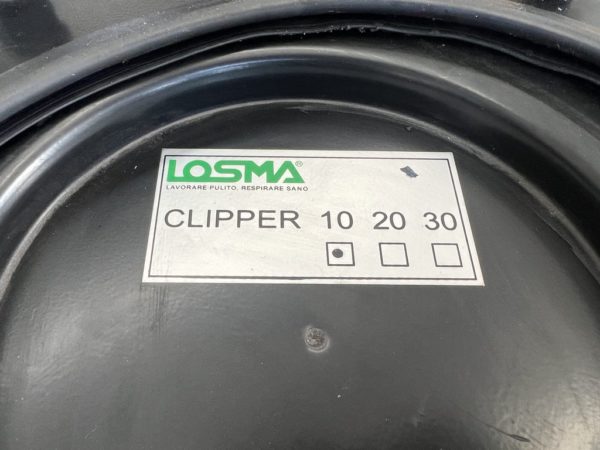 LOSMA®
LAVORARE PULITO, RESPIRARE SANO
CLIPPER 10 20 30